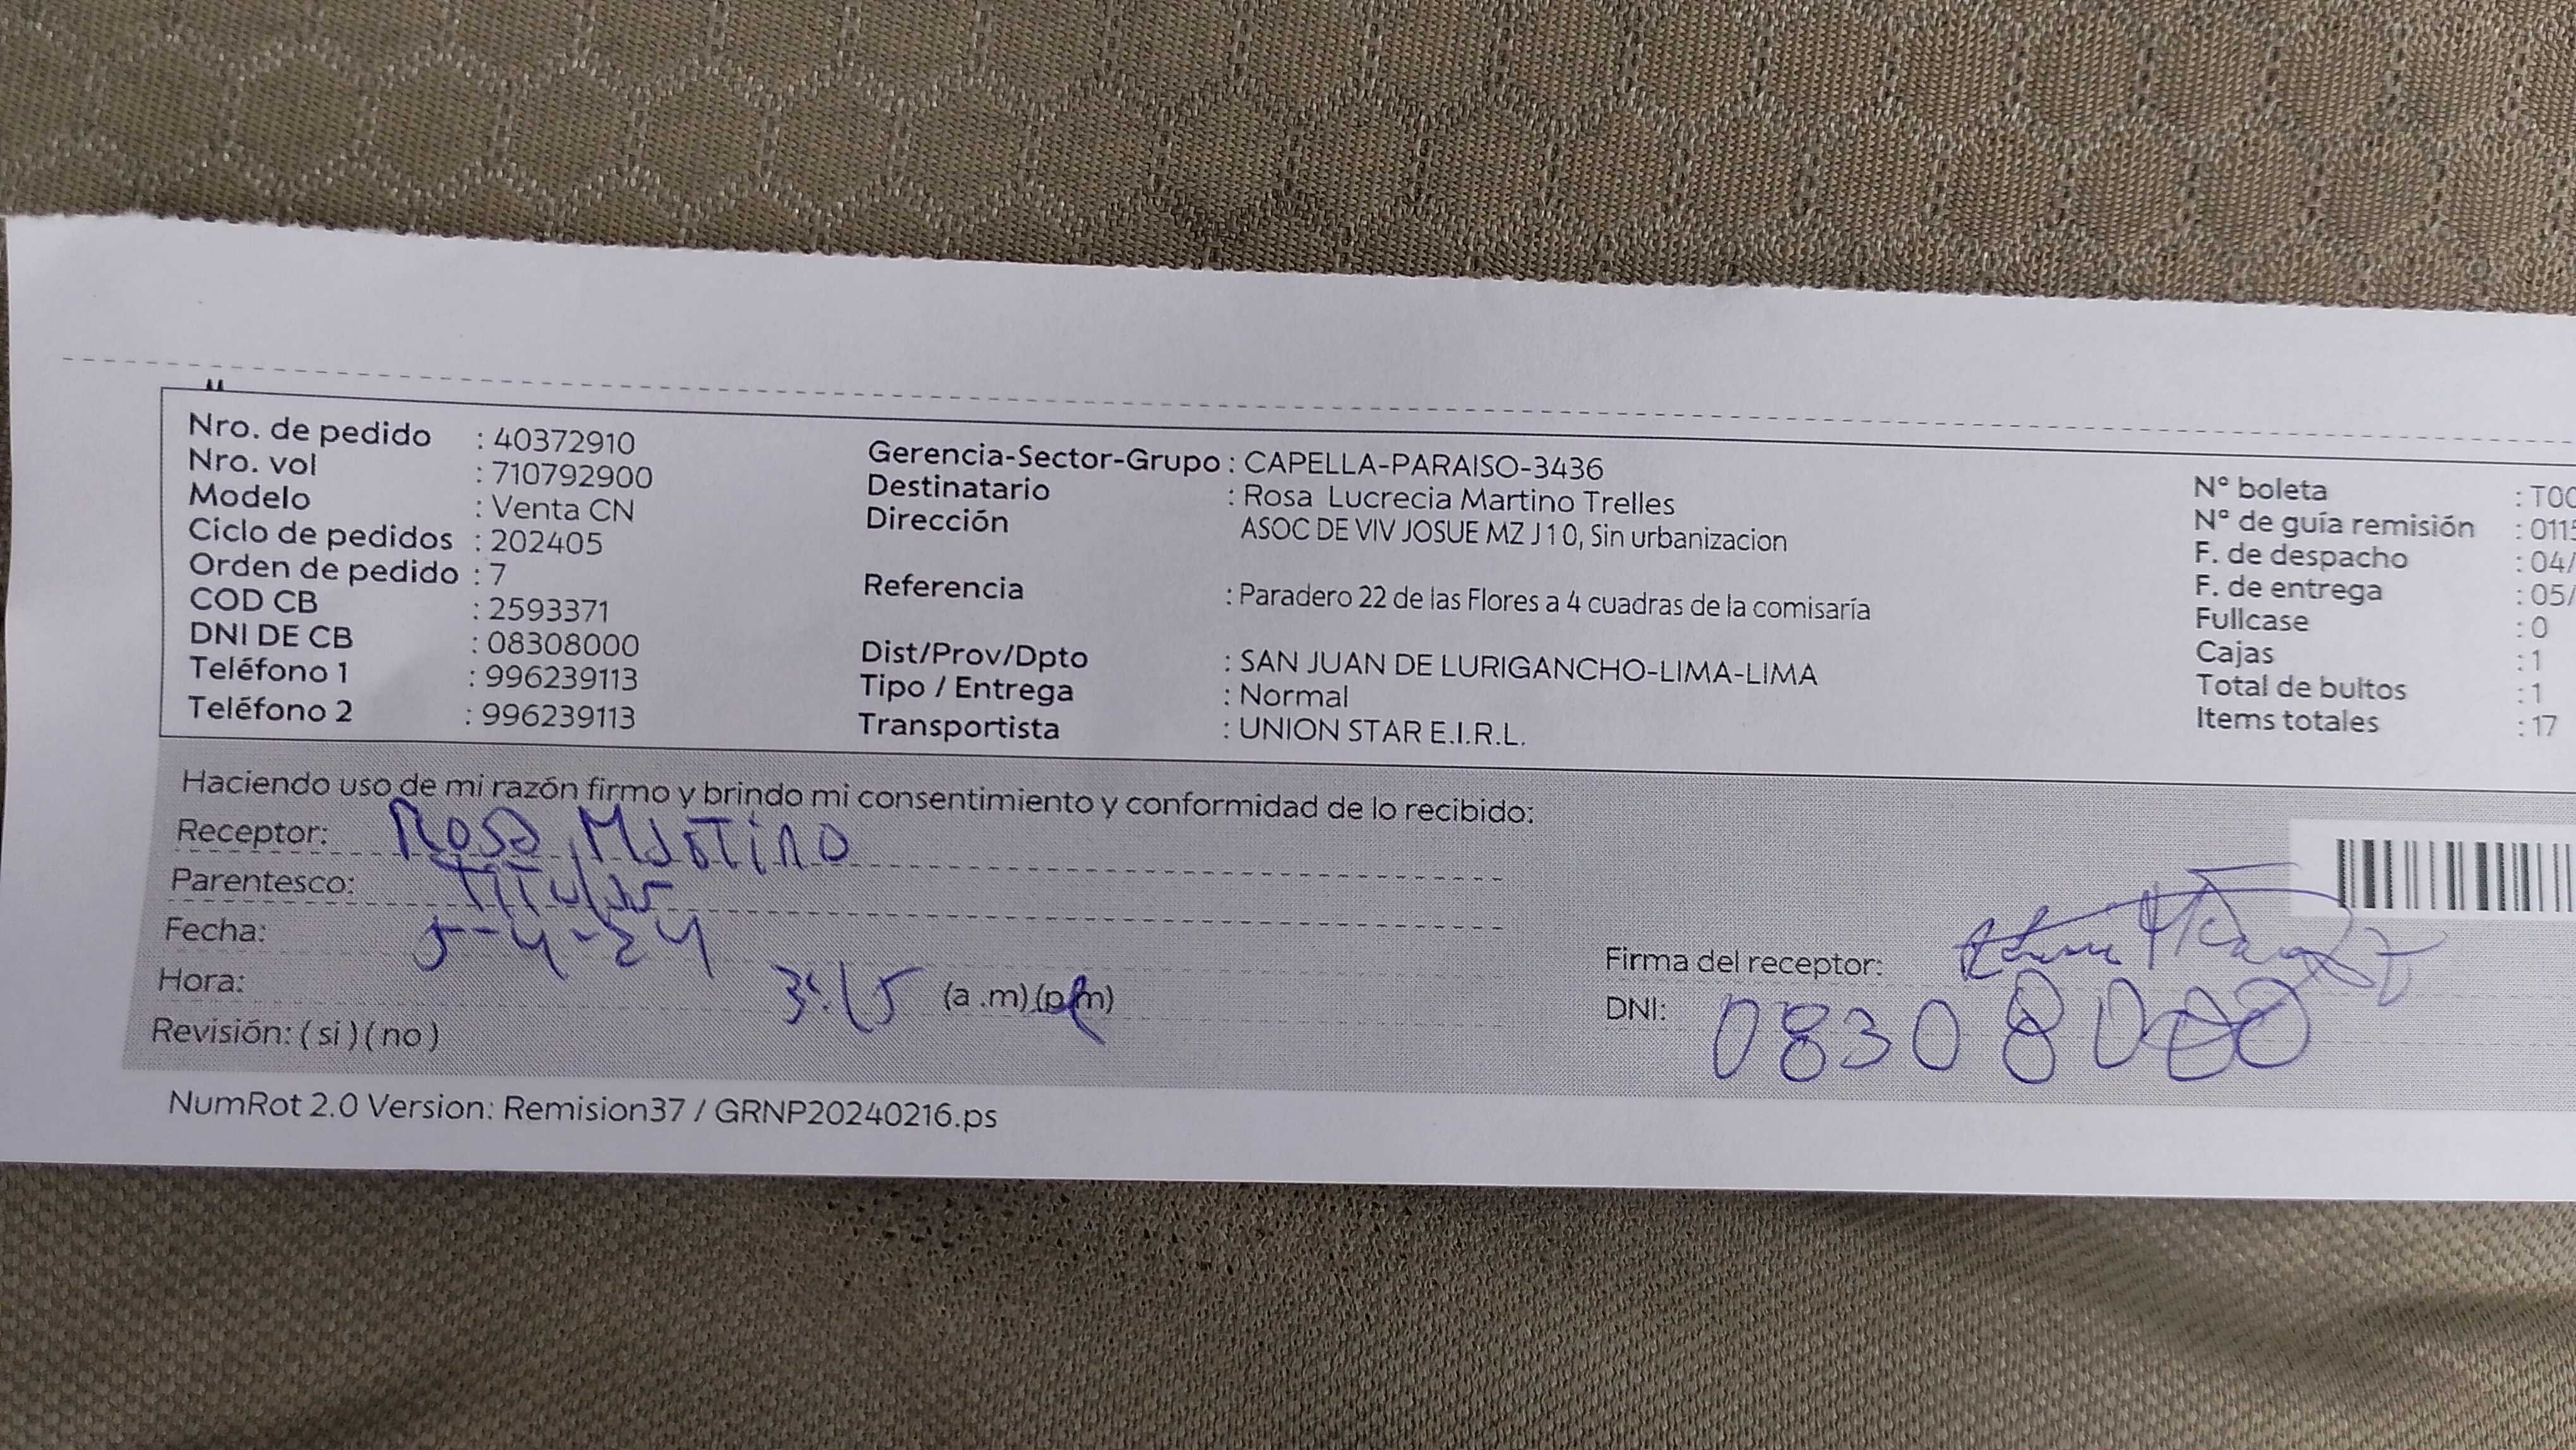 Nro. de pedido : 40372910
Nro. vol : 710792900
Modelo : Venta CN
Ciclo de pedidos : 202405
Orden de pedido : 7
COD CB : 2593371
DNI DE CB : 08308000
Teléfono 1 : 996239113
Teléfono 2 : 996239113
Gerencia-Sector-Grupo : CAPELLA-PARAISO-3436
Destinatario : Rosa Lucrecia Martino Trelles
Dirección ASOC DE VIV JOSUE MZ J 1 0, Sin urbanizacion
Referencia : Paradero 22 de las Flores a 4 cuadras de la comisaría
Dist/Prov/Dpto : SAN JUAN DE LURIGANCHO-LIMA-LIMA
Tipo / Entrega : Normal
Transportista : UNION STAR E.I.R.L.
N° boleta : T00
N° de guía remisión : 011
F. de despacho : 04/
F. de entrega : 05/
Fullcase : 0
Cajas : 1
Total de bultos : 1
Items totales : 17
Haciendo uso de mi razón firmo y brindo mi consentimiento y conformidad de lo recibido:
Receptor: Rosa Martino
Parentesco: Titular
Fecha: 5-4-24
Hora: 3:15 (a .m) (p.m)
Revisión: ( si ) ( no )
Firma del receptor:
DNI: 08308000
NumRot 2.0 Version: Remision37 / GRNP20240216.ps